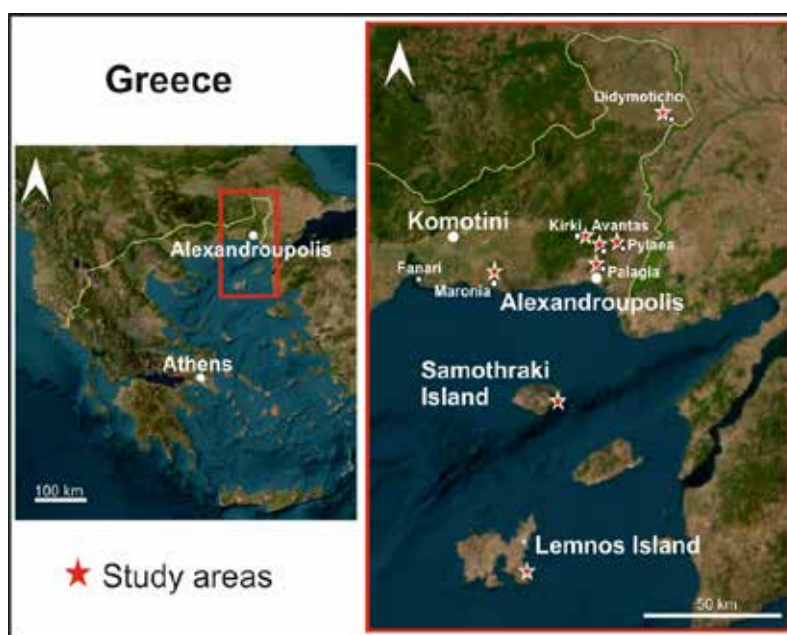 Greece
Alexandroupolis
Athens
100 km
Study areas
Didymoticho
Komotini
Kirki
Avantas
Pylaea
Fanari
Palagia
Maronia
Alexandroupolis
Samothraki
Island
Lemnos Island
50 km